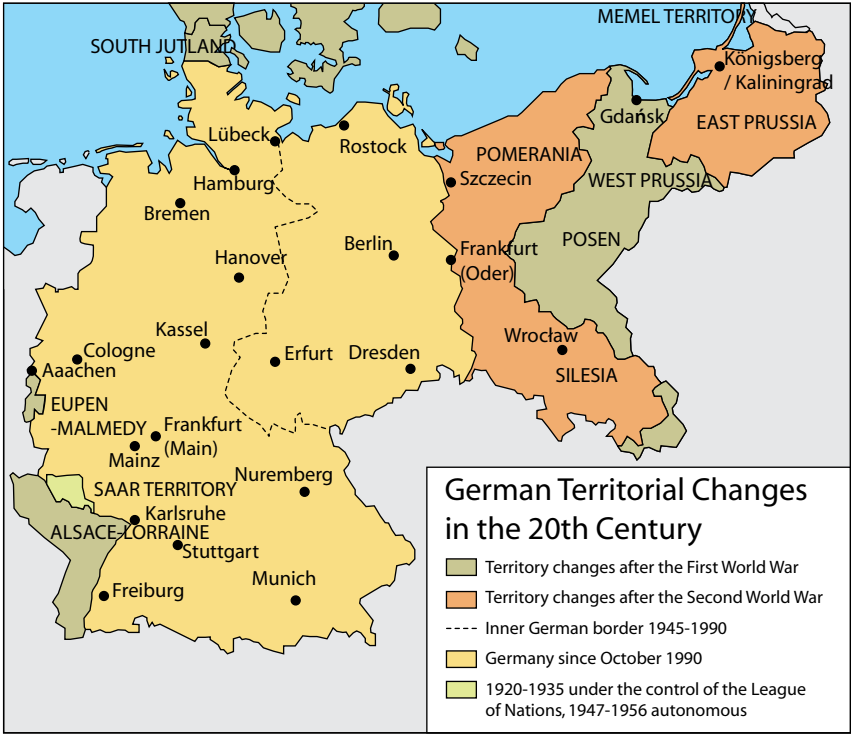 MEMEL TERRITORY
SOUTH JUTLAND
Königsberg
/ Kaliningrad
Gdańsk
EAST PRUSSIA
Lübeck
Rostock
POMERANIA
Szczecin
WEST PRUSSIA
Hamburg
Bremen
POSEN
Berlin
Frankfurt
(Oder)
Hanover
Kassel
Wrocław
Cologne
Erfurt
Dresden
Aaachen
SILESIA
EUPEN
-MALMEDY
Frankfurt
(Main)
Mainz
Nuremberg
SAAR TERRITORY
Karlsruhe
ALSACE-LORRAINE
Stuttgart
Freiburg
Munich
German Territorial Changes
in the 20th Century
Territory changes after the First World War
Territory changes after the Second World War
Inner German border 1945-1990
Germany since October 1990
1920-1935 under the control of the League
of Nations, 1947-1956 autonomous